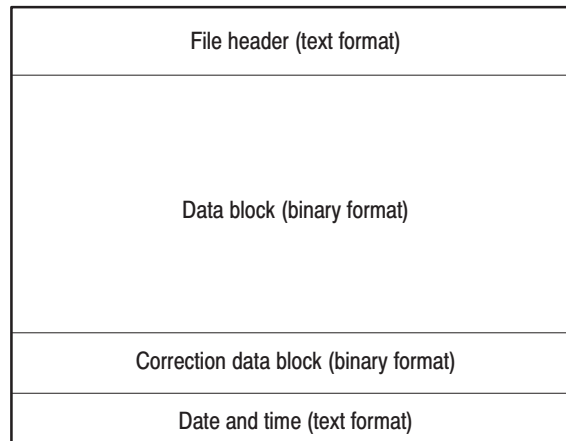 File header (text format)
Data block (binary format)
Correction data block (binary format)
Date and time (text format)